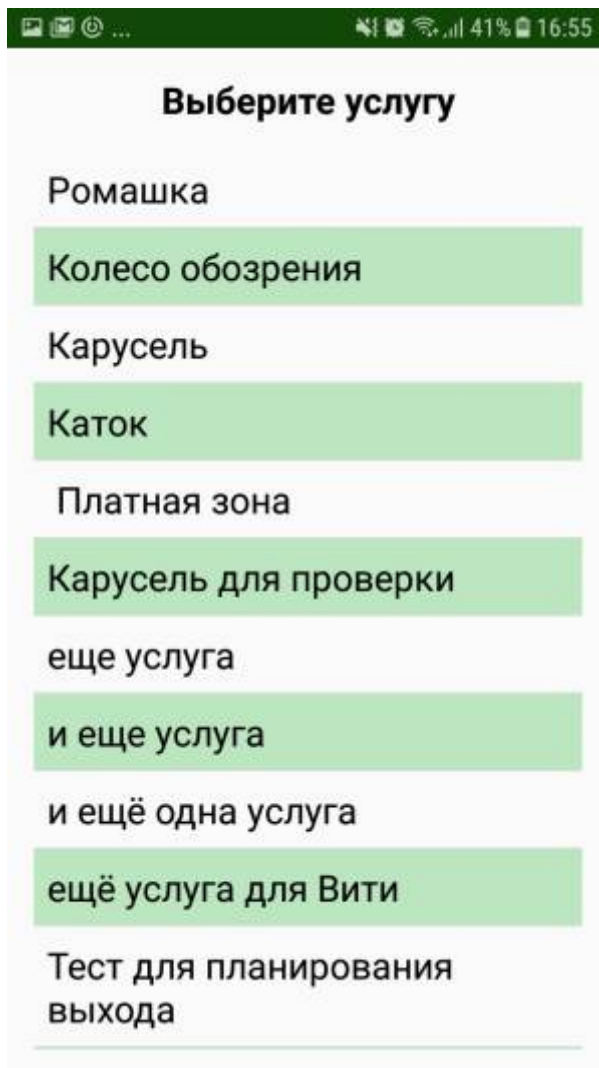 ... 41% 16:55
Выберите услугу
Ромашка
Колесо обозрения
Карусель
Каток
Платная зона
Карусель для проверки
еще услуга
и еще услуга
и ещё одна услуга
ещё услуга для Вити
Тест для планирования
выхода